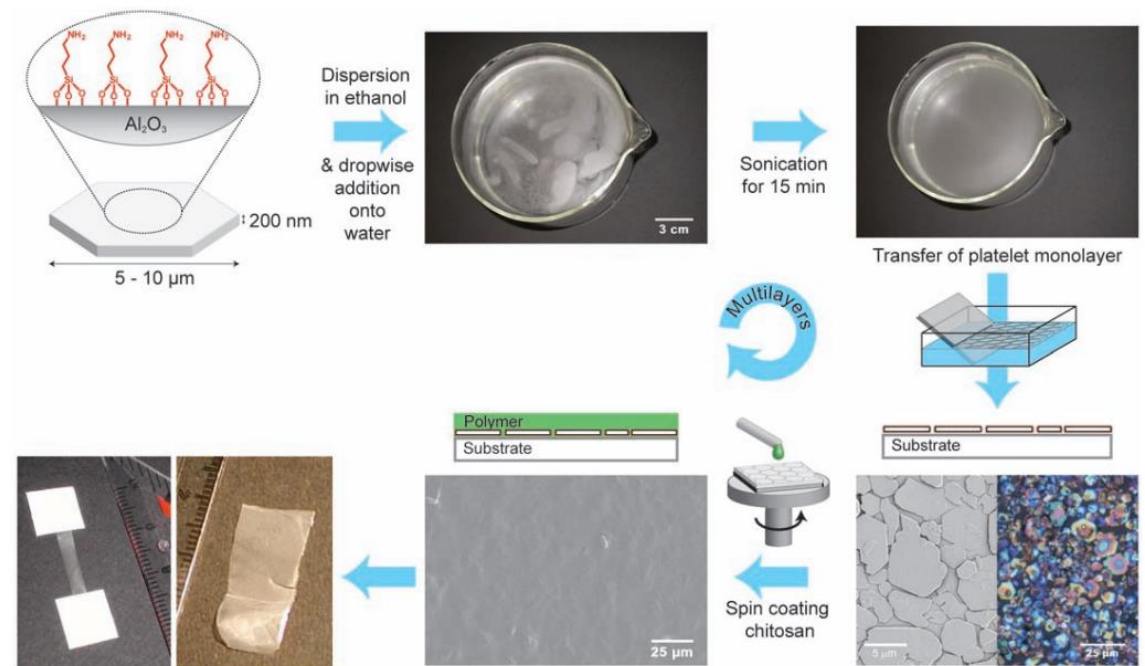 NH₂ NH₂ NH₂ NH₂
Si Si Si Si
O O O O O O O O O O O O
Al₂O₃
200 nm
5 - 10 µm
Dispersion
in ethanol
& dropwise
addition
onto
water
3 cm
Sonication
for 15 min
Transfer of platelet monolayer
Multilayers
Substrate
5 µm
25 µm
Spin coating
chitosan
Polymer
Substrate
25 µm